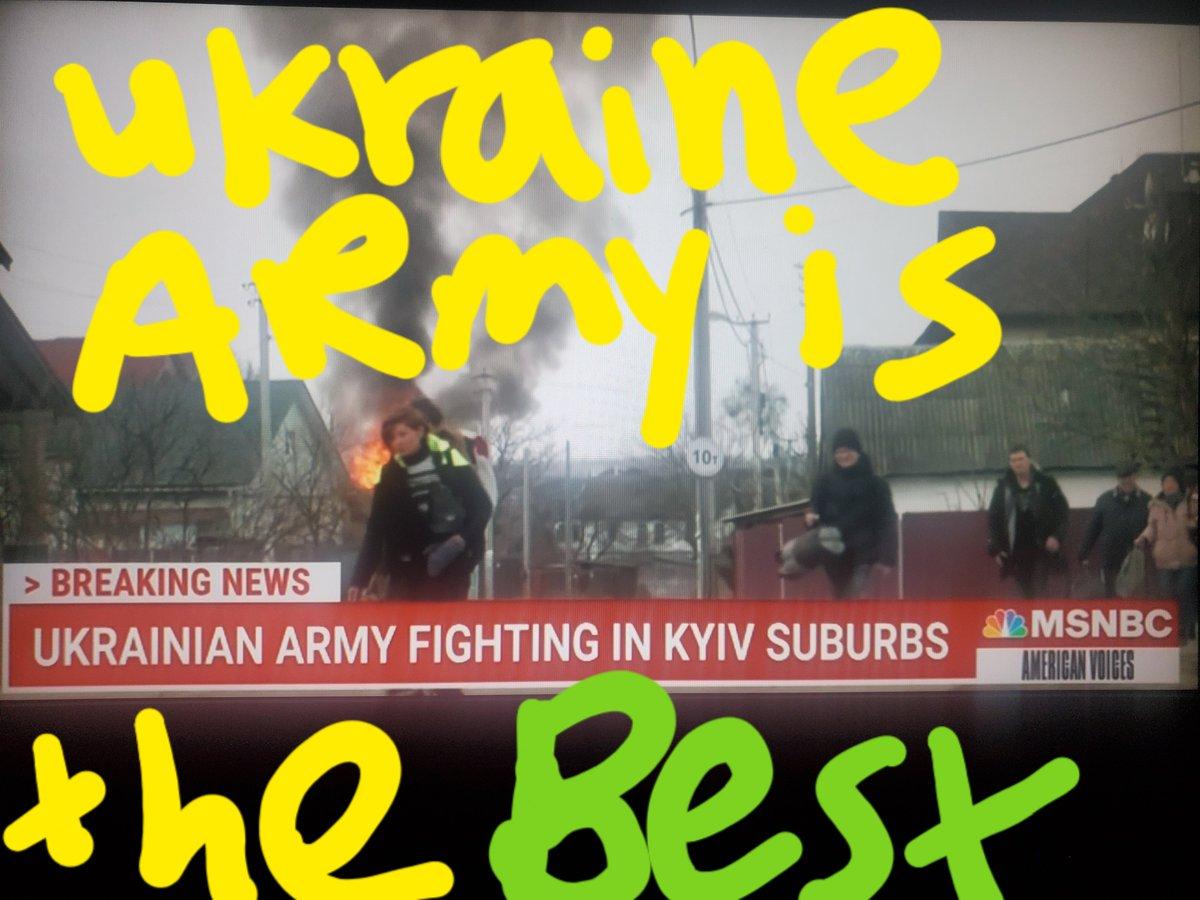 ukraine
ARmy is
10т
> BREAKING NEWS
UKRAINIAN ARMY FIGHTING IN KYIV SUBURBS
MSNBC
AMERICAN VOICES
the Best